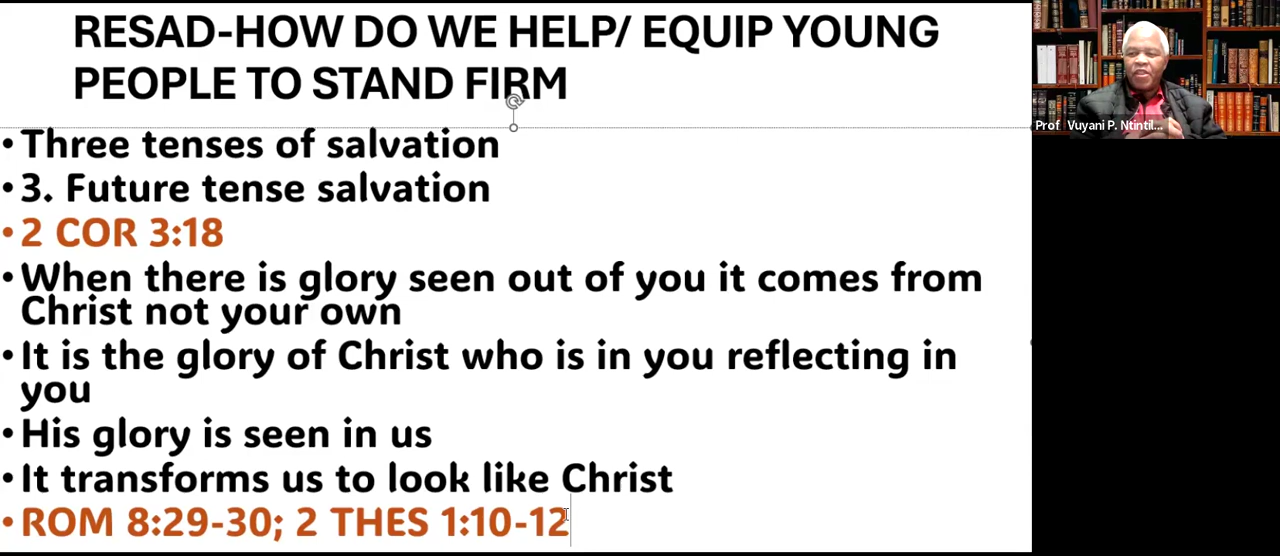 RESAD-HOW DO WE HELP/ EQUIP YOUNG
PEOPLE TO STAND FIRM
• Three tenses of salvation
• 3. Future tense salvation
• 2 COR 3:18
• When there is glory seen out of you it comes from
Christ not your own
• It is the glory of Christ who is in you reflecting in
you
• His glory is seen in us
• It transforms us to look like Christ
• ROM 8:29-30; 2 THES 1:10-12
Prof Vuyani P. Ntintil...